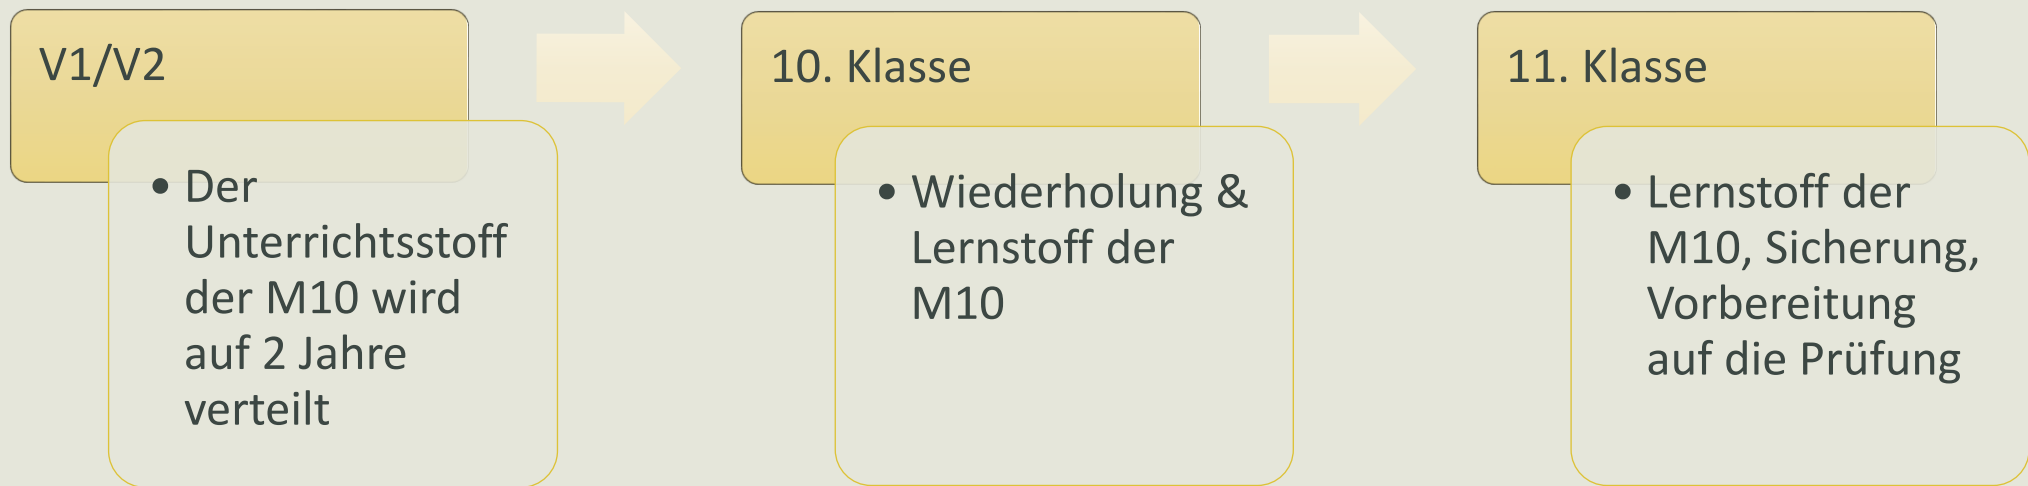 V1/V2
• Der
Unterrichtsstoff
der M10 wird
auf 2 Jahre
verteilt
10. Klasse
• Wiederholung &
Lernstoff der
M10
11. Klasse
• Lernstoff der
M10, Sicherung,
Vorbereitung
auf die Prüfung